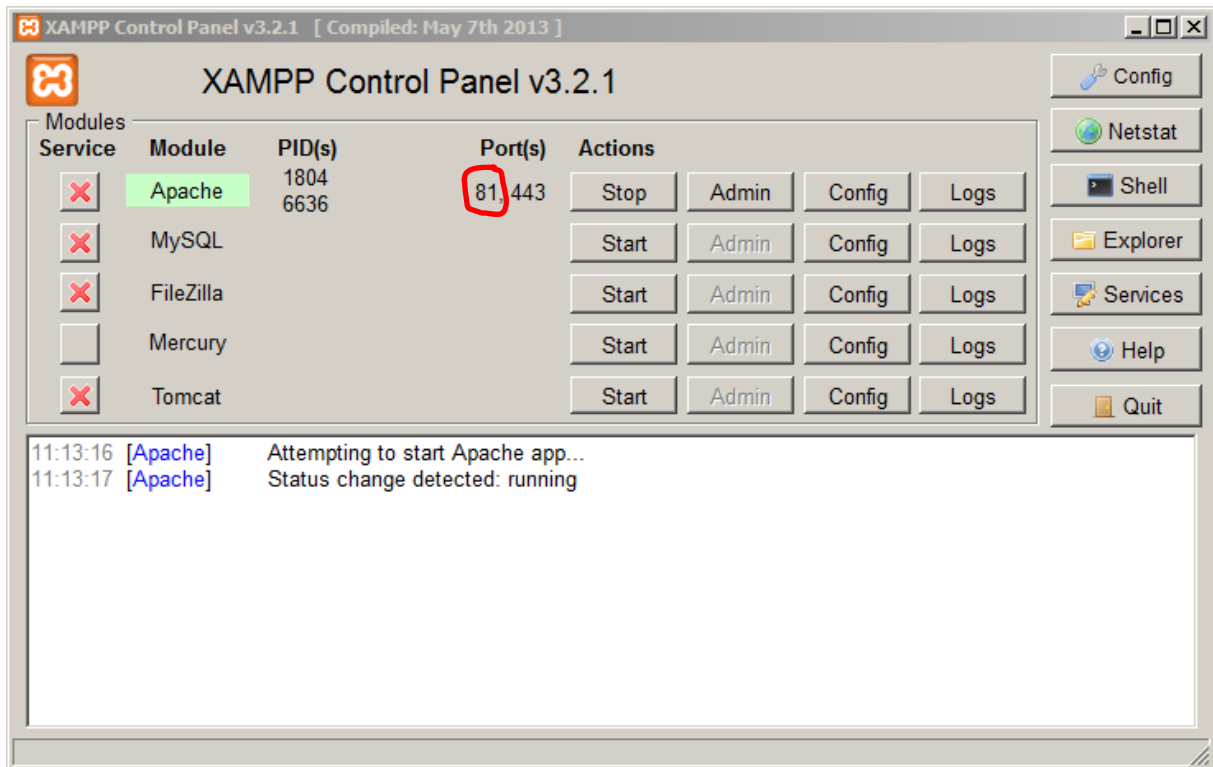 XAMPP Control Panel v3.2.1 [ Compiled: May 7th 2013 ]
XAMPP Control Panel v3.2.1
Config
Modules
Netstat
Service Module PID(s) Port(s) Actions
Apache 1804 6636 81, 443 Stop Admin Config Logs
Shell
MySQL Start Admin Config Logs
Explorer
FileZilla Start Admin Config Logs
Services
Mercury Start Admin Config Logs
Help
Tomcat Start Admin Config Logs
Quit
11:13:16 [Apache] Attempting to start Apache app...
11:13:17 [Apache] Status change detected: running